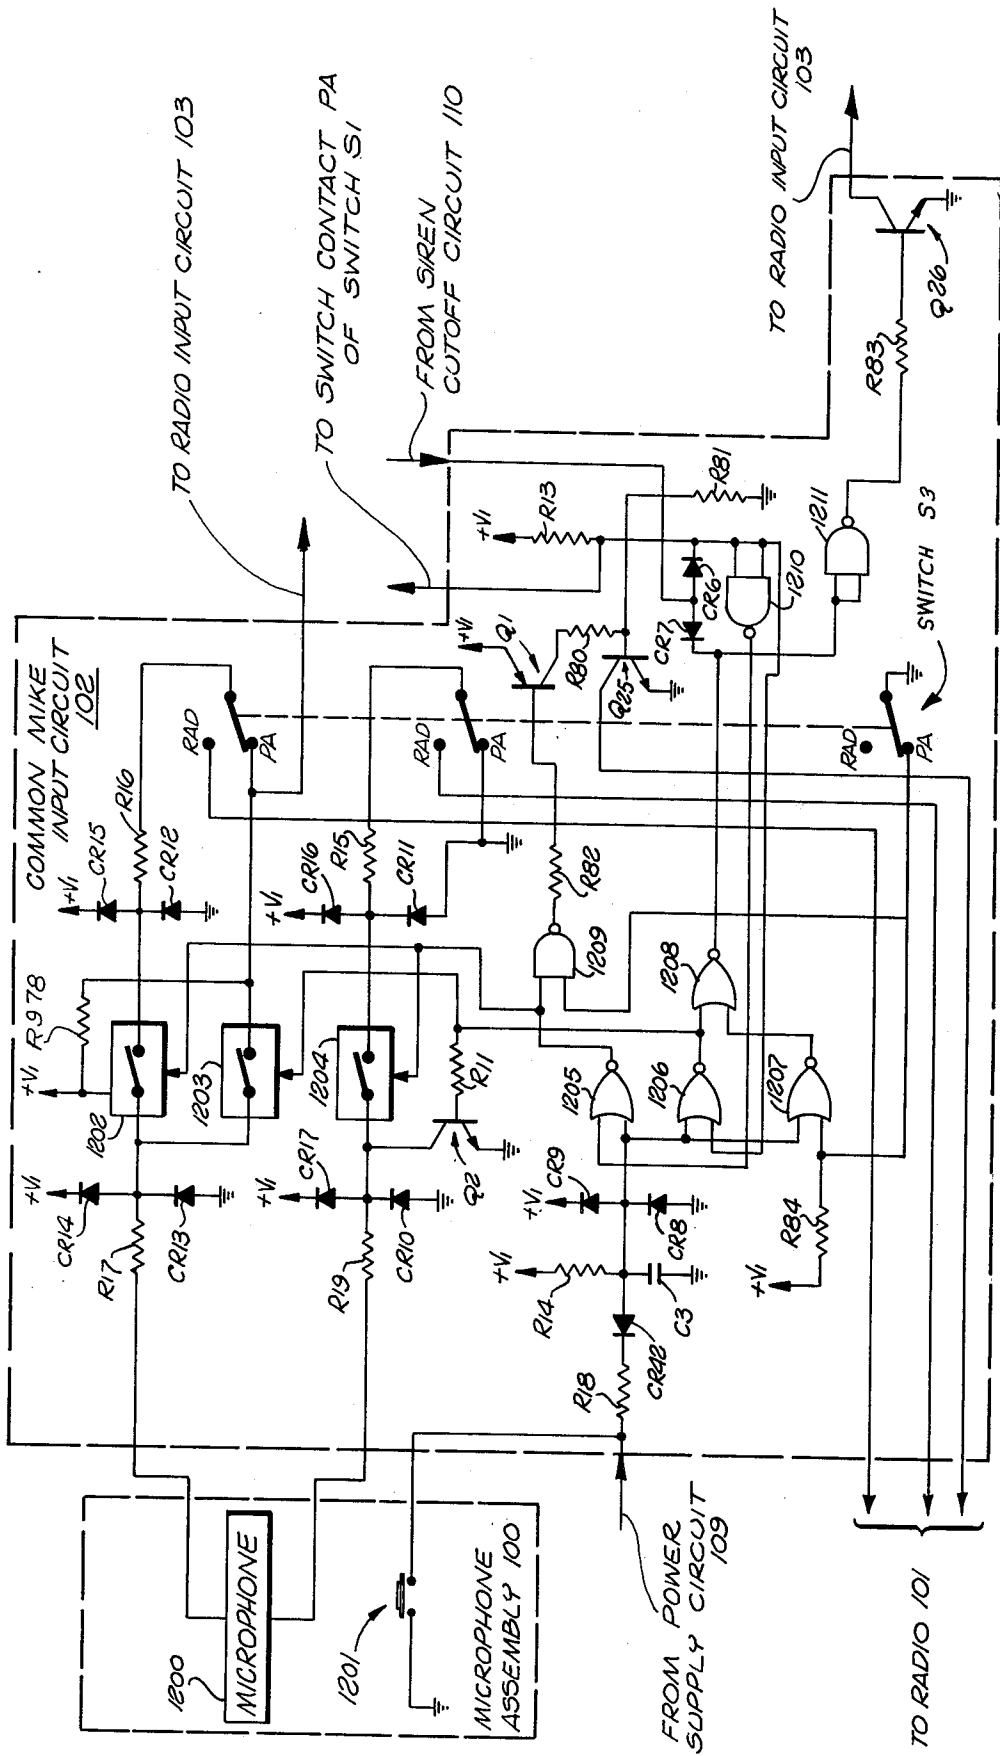 COMMON MIKE
INPUT CIRCUIT
102
TO RADIO INPUT CIRCUIT 103
TO SWITCH CONTACT PA
OF SWITCH S1
FROM SIREN
CUTOFF CIRCUIT 110
TO RADIO INPUT CIRCUIT
103
1200
MICROPHONE
1201
MICROPHONE
ASSEMBLY 100
FROM POWER
SUPPLY CIRCUIT
109
TO RADIO 101
+V1
CR14
R17
CR13
+V1
R978
1202
1203
+V1
CR15
CR12
R16
RAD
PA
+V1
CR17
R19
CR10
1204
Q2
R11
+V1
CR16
CR11
R15
RAD
PA
+V1
Q1
R80
Q25
R81
+V1
R13
CR7
CR6
1210
1211
R83
Q26
R82
1209
1208
1205
1206
1207
+V1
CR9
CR8
+V1
R14
C3
CR42
R18
+V1
R84
RAD
PA
SWITCH S3